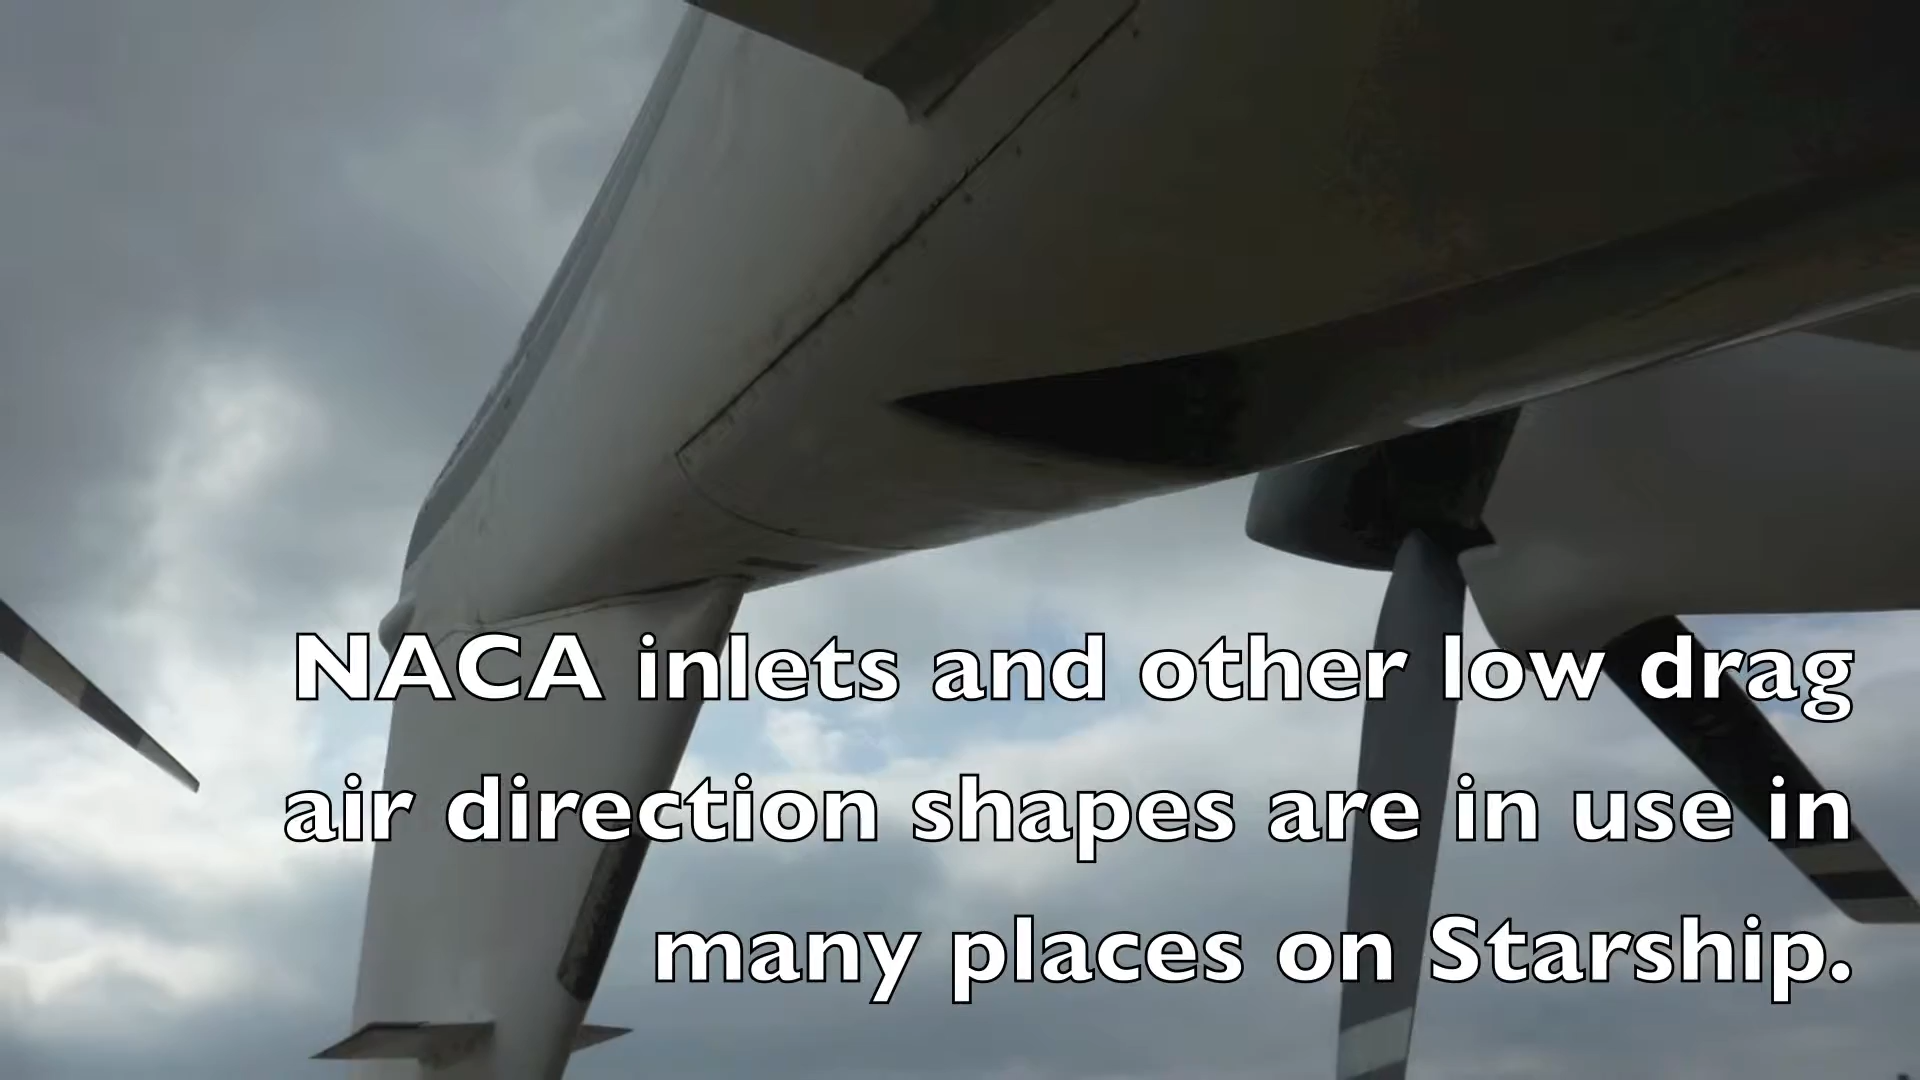 NACA inlets and other low drag
air direction shapes are in use in
many places on Starship.